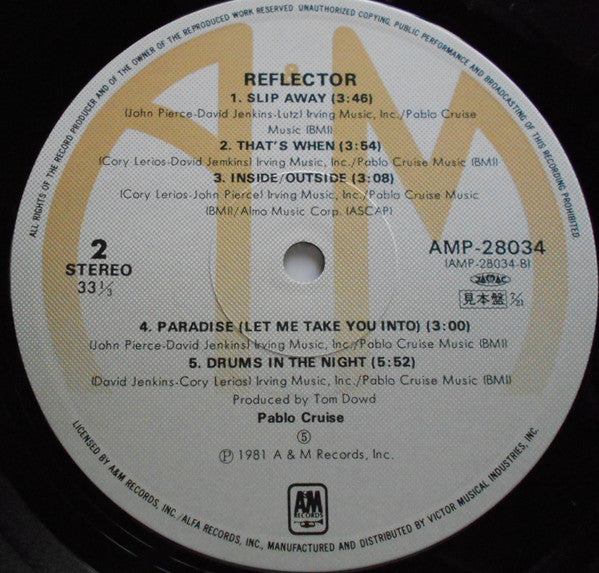 ALL RIGHTS OF THE RECORD PRODUCER AND OF THE OWNER OF THE REPRODUCED WORK RESERVED. UNAUTHORIZED COPYING, PUBLIC PERFORMANCE AND BROADCASTING OF THIS RECORDING PROHIBITED
A&M
REFLECTOR
1. SLIP AWAY (3:46)
(John Pierce-David Jenkins-Lutz) Irving Music, Inc./Pablo Cruise
Music (BMI)
2. THAT'S WHEN (3:54)
(Cory Lerios-David Jemkins) Irving Music, Inc./Pablo Cruise Music (BMI)
3. INSIDE/OUTSIDE (3:08)
(Cory Lerios-John Pierce) Irving Music, Inc./Pablo Cruise Music
(BMI)/Almo Music Corp. (ASCAP)
2
STEREO
33 1/3
AMP-28034
(AMP-28034-B)
JASRAC
見本盤 7/21
4. PARADISE (LET ME TAKE YOU INTO) (3:00)
(John Pierce-David Jenkins) Irving Music, Inc./Pablo Cruise Music (BMI)
5. DRUMS IN THE NIGHT (5:52)
(David Jenkins-Cory Lerios) Irving Music, Inc./Pablo Cruise Music (BMI)
Produced by Tom Dowd
Pablo Cruise
⑤
Ⓟ 1981 A & M Records, Inc.
A&M
RECORDS
LICENSED BY A&M RECORDS, INC./ALFA RECORDS, INC., MANUFACTURED AND DISTRIBUTED BY VICTOR MUSICAL INDUSTRIES, INC.